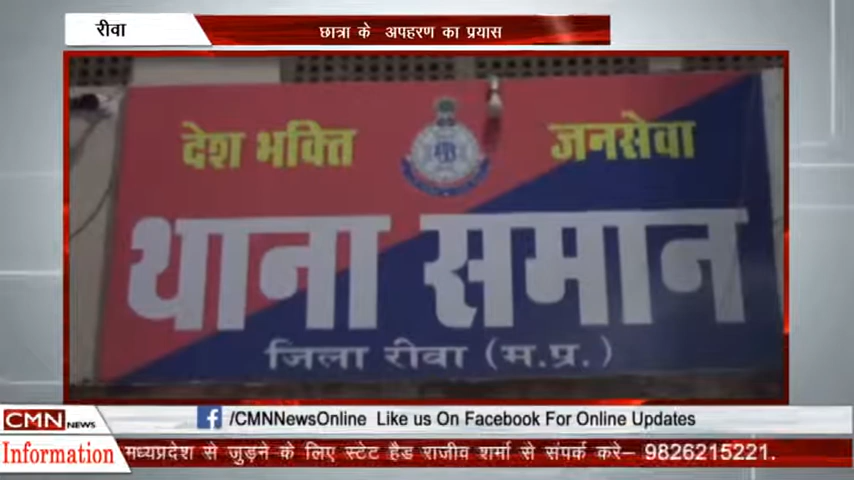 रीवा
छात्रा के अपहरण का प्रयास
देश भक्ति जनसेवा
थाना समान
जिला रीवा (म.प्र.)
CMN NEWS
/CMNNewsOnline Like us On Facebook For Online Updates
Information
मध्यप्रदेश से जुड़ने के लिए स्टेट हैड राजीव शर्मा से संपर्क करे– 9826215221.